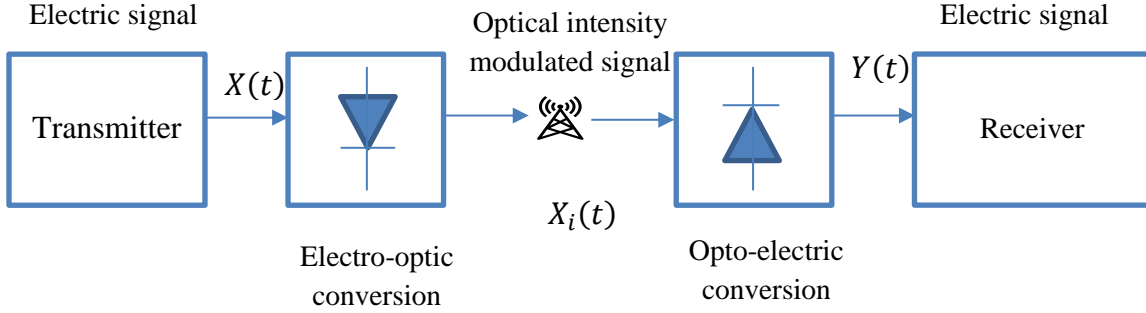 Electric signal
Transmitter
X(t)
Electro-optic
conversion
Optical intensity
modulated signal
X_i(t)
Opto-electric
conversion
Y(t)
Electric signal
Receiver